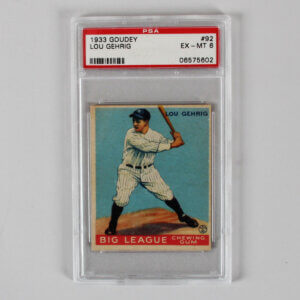 PSA
1933 GOUDEY #92
LOU GEHRIG EX - MT 6
06575602
LOU GEHRIG
BIG LEAGUE CHEWING GUM